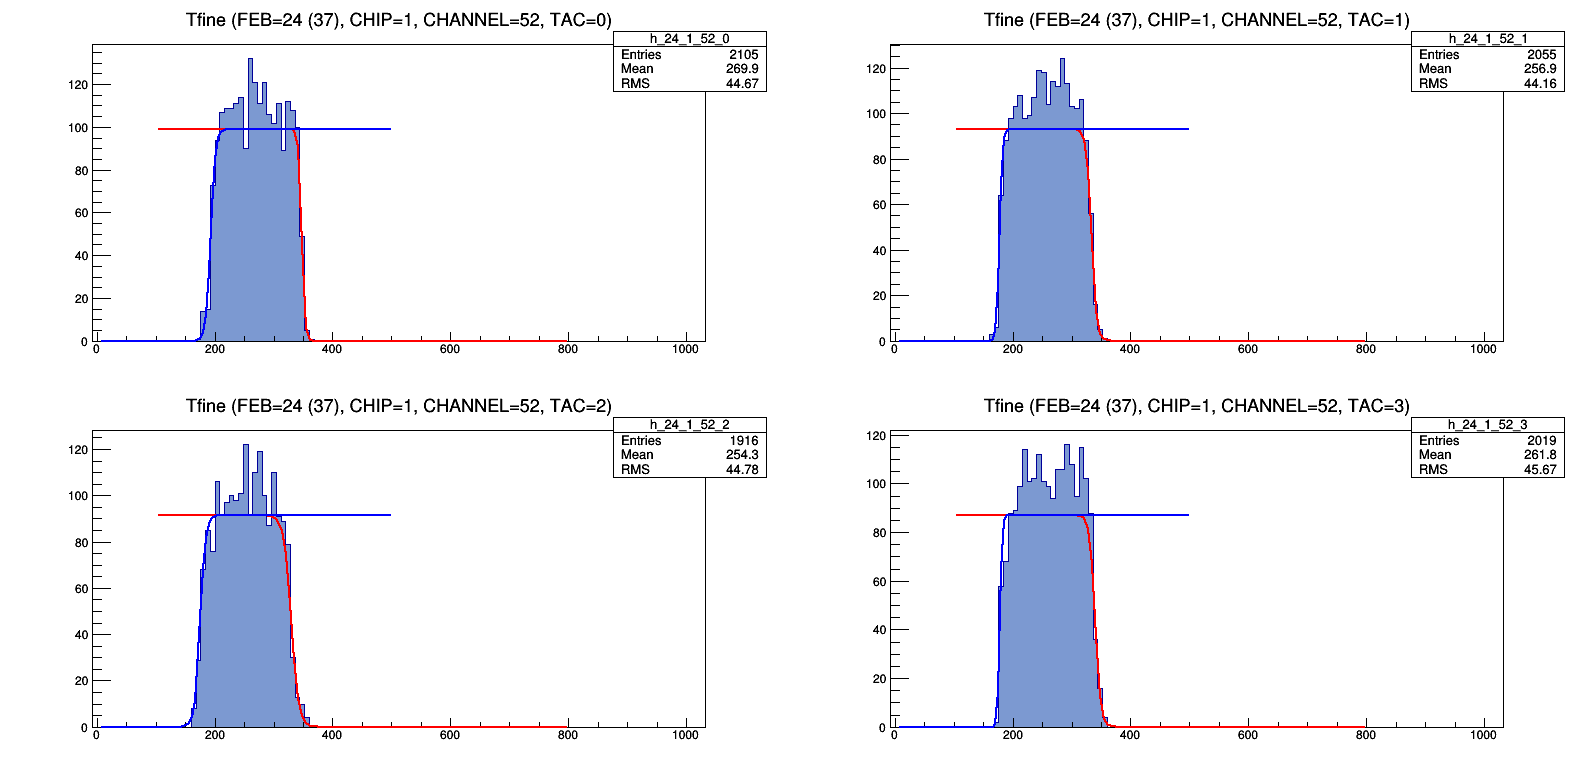 Tfine (FEB=24 (37), CHIP=1, CHANNEL=52, TAC=0)
h_24_1_52_0
Entries 2105
Mean 269.9
RMS 44.67
120
100
80
60
40
20
0
0 200 400 600 800 1000
Tfine (FEB=24 (37), CHIP=1, CHANNEL=52, TAC=1)
h_24_1_52_1
Entries 2055
Mean 256.9
RMS 44.16
120
100
80
60
40
20
0
0 200 400 600 800 1000
Tfine (FEB=24 (37), CHIP=1, CHANNEL=52, TAC=2)
h_24_1_52_2
Entries 1916
Mean 254.3
RMS 44.78
120
100
80
60
40
20
0
0 200 400 600 800 1000
Tfine (FEB=24 (37), CHIP=1, CHANNEL=52, TAC=3)
h_24_1_52_3
Entries 2019
Mean 261.8
RMS 45.67
120
100
80
60
40
20
0
0 200 400 600 800 1000